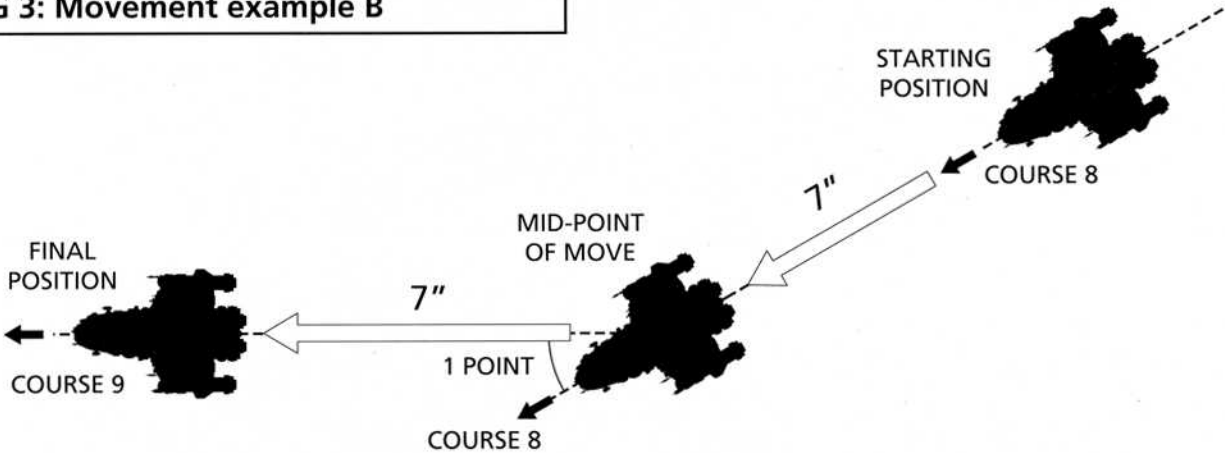 G 3: Movement example B
STARTING
POSITION
COURSE 8
7"
MID-POINT
OF MOVE
FINAL
POSITION
7"
1 POINT
COURSE 9
COURSE 8